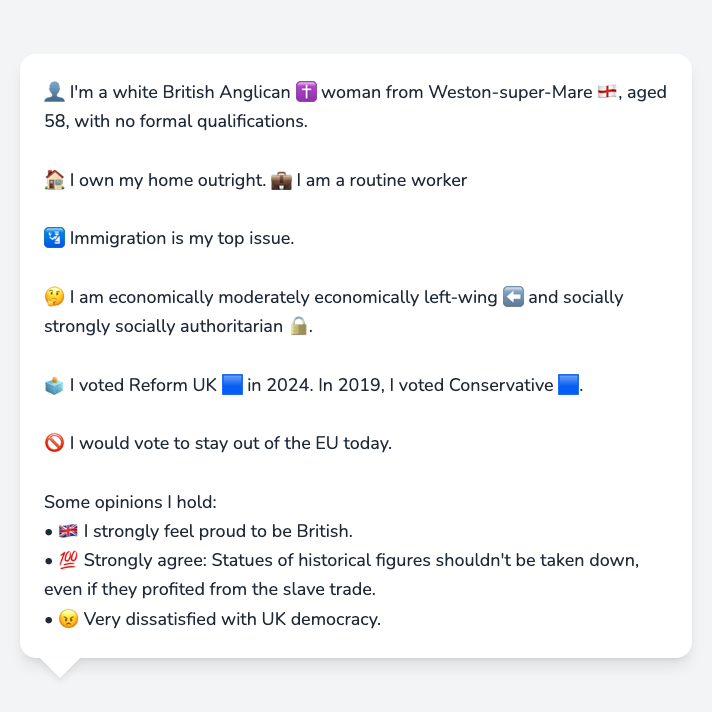 👤 I'm a white British Anglican ✝️ woman from Weston-super-Mare 🏴󠁧󠁢󠁥󠁮󠁧󠁿, aged
58, with no formal qualifications.
🏠 I own my home outright. 💼 I am a routine worker
🛂 Immigration is my top issue.
🤔 I am economically moderately economically left-wing ⬅️ and socially
strongly socially authoritarian 🔒.
🗳️ I voted Reform UK 🟦 in 2024. In 2019, I voted Conservative 🟦.
🚫 I would vote to stay out of the EU today.
Some opinions I hold:
• 🇬🇧 I strongly feel proud to be British.
• 💯 Strongly agree: Statues of historical figures shouldn't be taken down,
even if they profited from the slave trade.
• 😠 Very dissatisfied with UK democracy.